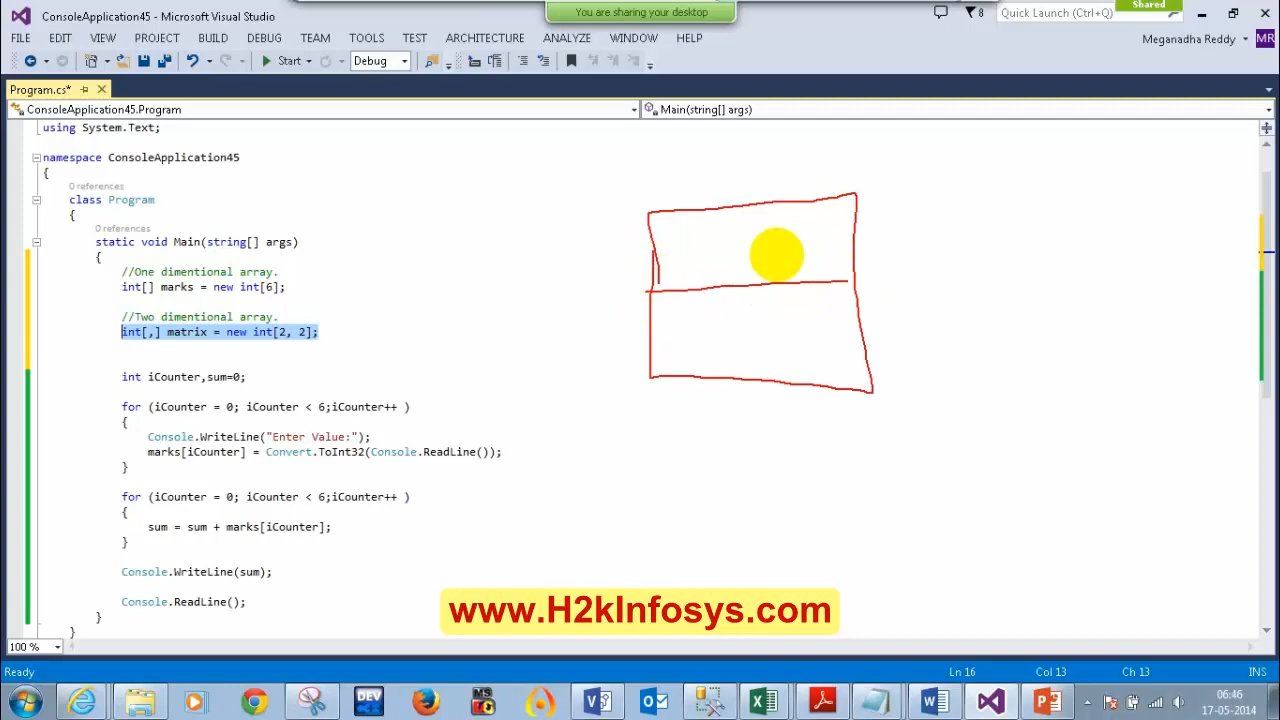 ConsoleApplication45 - Microsoft Visual Studio
You are sharing your desktop
Shared
8
Quick Launch (Ctrl+Q)
FILE EDIT VIEW PROJECT BUILD DEBUG TEAM TOOLS TEST ARCHITECTURE ANALYZE WINDOW HELP
Meganadha Reddy
MR
Start
Debug
Program.cs*
ConsoleApplication45.Program
Main(string[] args)
using System.Text;
namespace ConsoleApplication45
{
0 references
class Program
{
0 references
static void Main(string[] args)
{
//One dimentional array.
int[] marks = new int[6];
//Two dimentional array.
int[,] matrix = new int[2, 2];
int iCounter,sum=0;
for (iCounter = 0; iCounter < 6;iCounter++ )
{
Console.WriteLine("Enter Value:");
marks[iCounter] = Convert.ToInt32(Console.ReadLine());
}
for (iCounter = 0; iCounter < 6;iCounter++ )
{
sum = sum + marks[iCounter];
}
Console.WriteLine(sum);
Console.ReadLine();
}
}
www.H2kInfosys.com
100 %
Ready
Ln 16
Col 13
Ch 13
INS
DEV
MS
06:46
17-05-2014